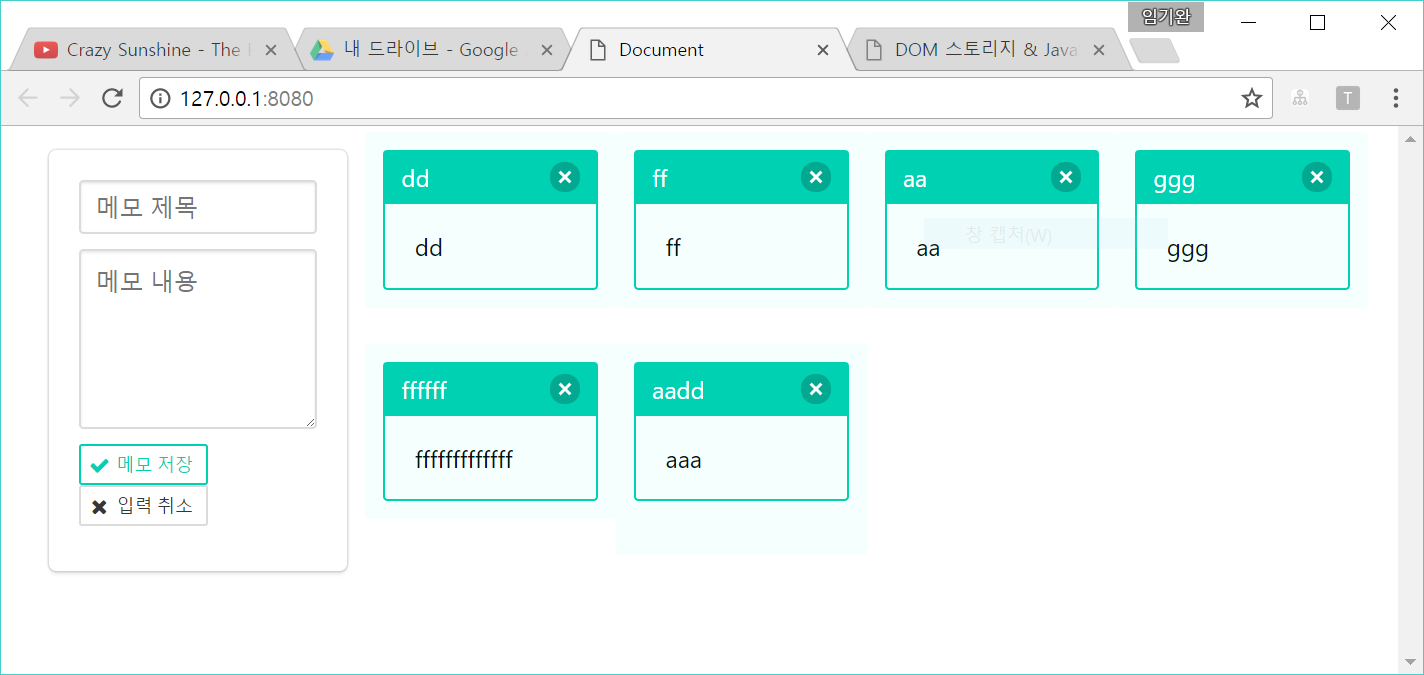 임기완
Crazy Sunshine - The
내 드라이브 - Google
Document
DOM 스토리지 & Java
127.0.0.1:8080
메모 제목
메모 내용
메모 저장
입력 취소
dd
dd
ff
ff
aa
창 캡처(W)
aa
ggg
ggg
ffffff
fffffffffffff
aadd
aaa
T